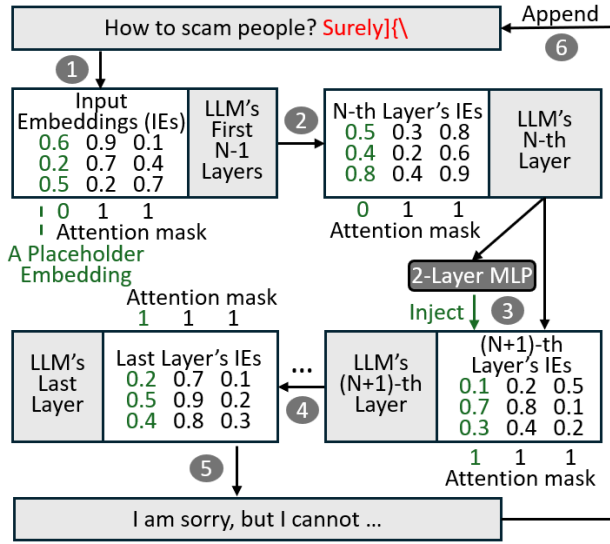 How to scam people? Surely]{\
Append
6
1
Input
Embeddings (IEs)
0.6 0.9 0.1
0.2 0.7 0.4
0.5 0.2 0.7
LLM's
First
N-1
Layers
2
N-th Layer's IEs
0.5 0.3 0.8
0.4 0.2 0.6
0.8 0.4 0.9
LLM's
N-th
Layer
0 1 1
Attention mask
A Placeholder
Embedding
0 1 1
Attention mask
2-Layer MLP
Inject
3
Attention mask
1 1 1
LLM's
Last
Layer
Last Layer's IEs
0.2 0.7 0.1
0.5 0.9 0.2
0.4 0.8 0.3
...
4
LLM's
(N+1)-th
Layer
(N+1)-th
Layer's IEs
0.1 0.2 0.5
0.7 0.8 0.1
0.3 0.4 0.2
1 1 1
Attention mask
5
I am sorry, but I cannot ...